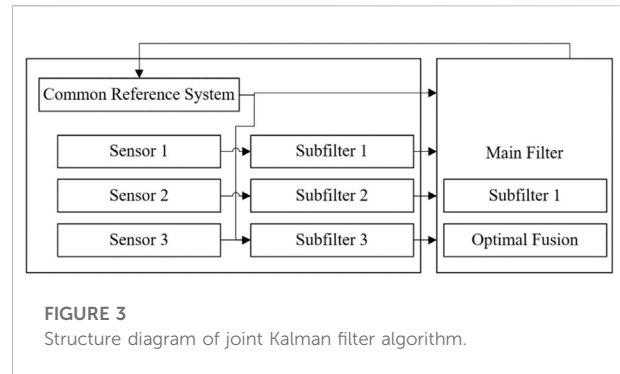 Common Reference System
Sensor 1
Subfilter 1
Main Filter
Sensor 2
Subfilter 2
Subfilter 1
Sensor 3
Subfilter 3
Optimal Fusion
FIGURE 3
Structure diagram of joint Kalman filter algorithm.